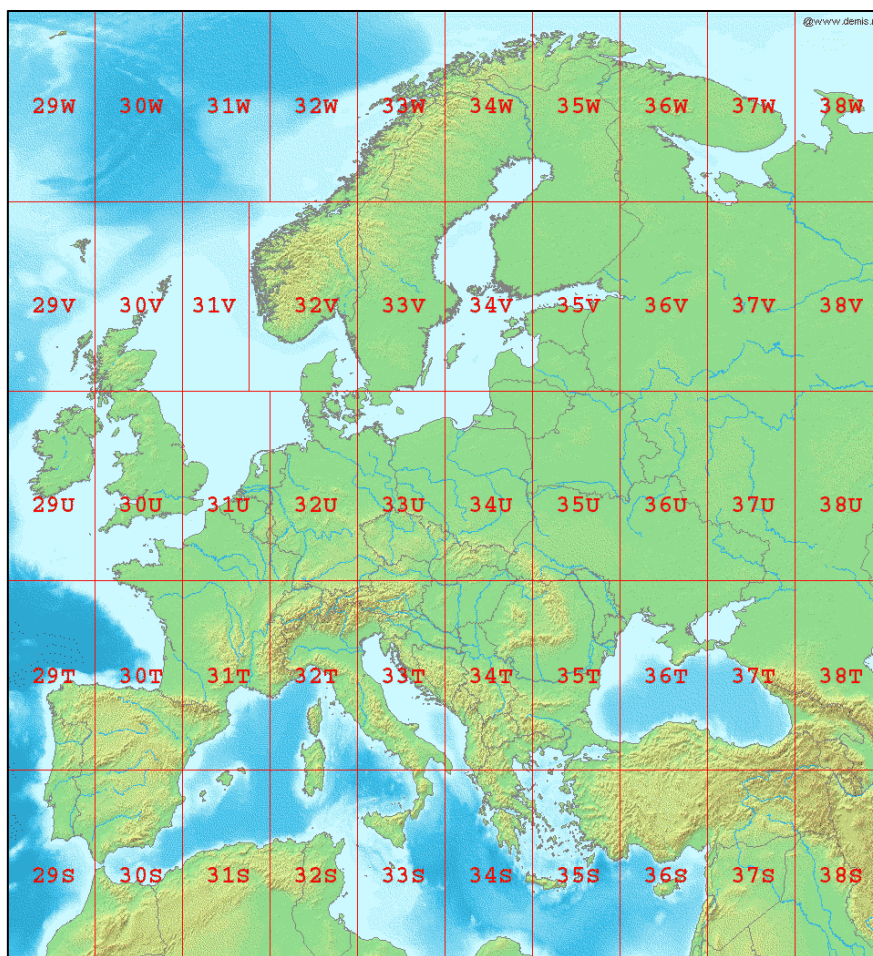 @www.demis.
29W 30W 31W 32W 33W 34W 35W 36W 37W 38W
29V 30V 31V 32V 33V 34V 35V 36V 37V 38V
29U 30U 31U 32U 33U 34U 35U 36U 37U 38U
29T 30T 31T 32T 33T 34T 35T 36T 37T 38T
29S 30S 31S 32S 33S 34S 35S 36S 37S 38S